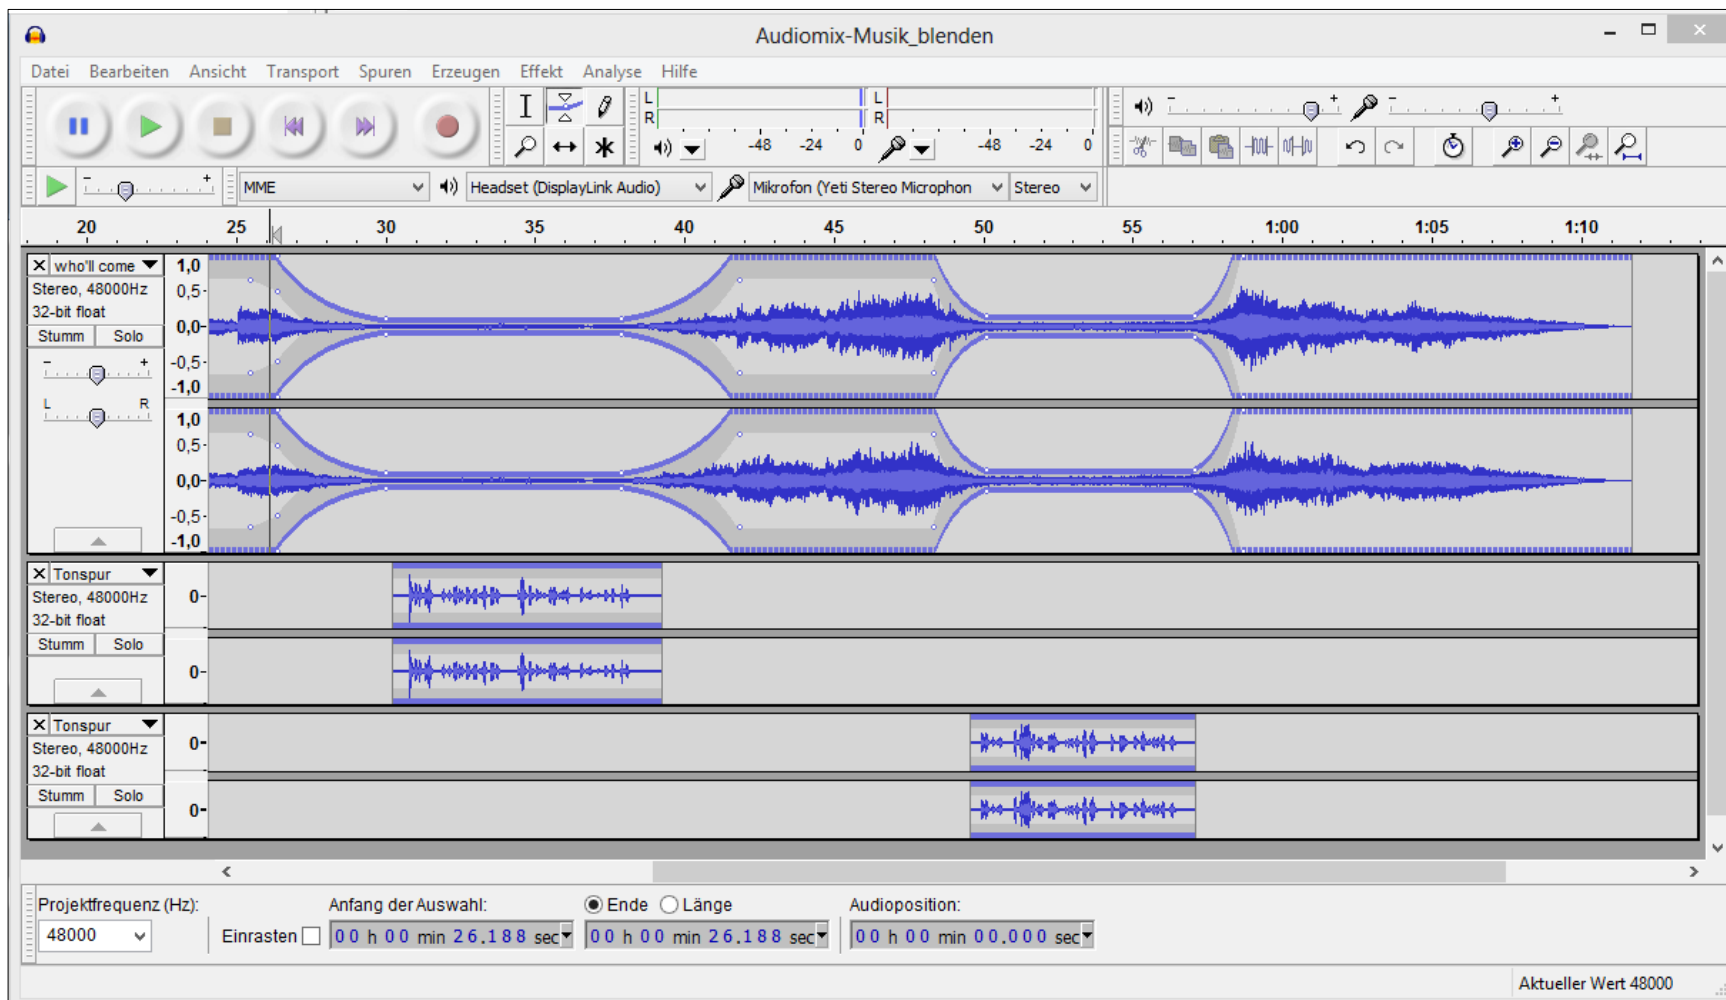 Audiomix-Musik_blenden
Datei Bearbeiten Ansicht Transport Spuren Erzeugen Effekt Analyse Hilfe
L
R
-48 -24 0
L
R
-48 -24 0
- +
- +
- +
MME
Headset (DisplayLink Audio)
Mikrofon (Yeti Stereo Microphon
Stereo
20 25 30 35 40 45 50 55 1:00 1:05 1:10
who'll come
Stereo, 48000Hz
32-bit float
Stumm Solo
- +
L R
1,0
0,5-
0,0-
-0,5-
-1,0
1,0
0,5-
0,0-
-0,5-
-1,0
Tonspur
Stereo, 48000Hz
32-bit float
Stumm Solo
0-
0-
Tonspur
Stereo, 48000Hz
32-bit float
Stumm Solo
0-
0-
Projektfrequenz (Hz): Anfang der Auswahl: Ende Länge Audioposition:
48000 Einrasten 00 h 00 min 26.188 sec 00 h 00 min 26.188 sec 00 h 00 min 00.000 sec
Aktueller Wert 48000